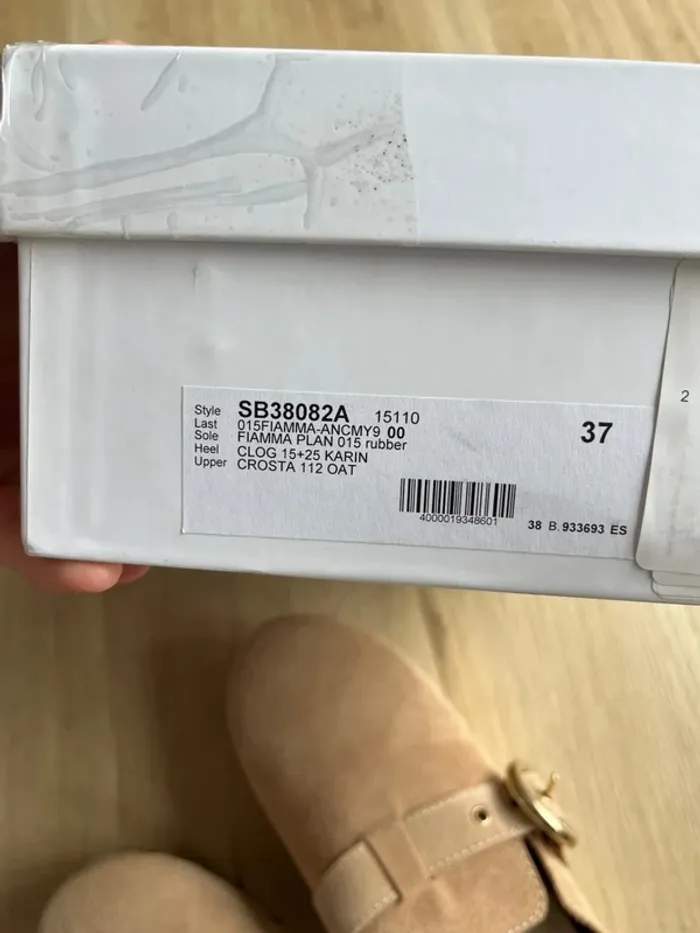 Style SB38082A 15110
Last 015FIAMMA-ANCMY9 00
Sole FIAMMA PLAN 015 rubber
Heel CLOG 15+25 KARIN
Upper CROSTA 112 OAT
37
4000019348601
38 B. 933693 ES
2